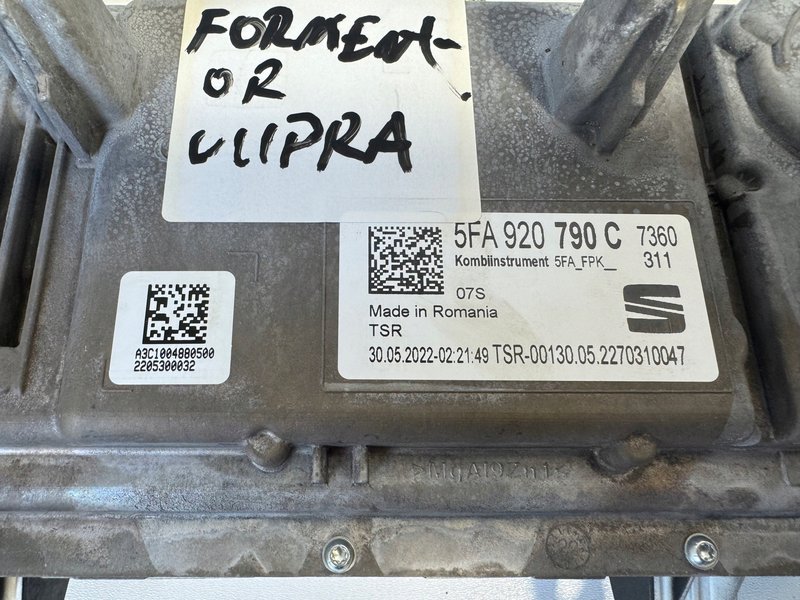 FORMENT-
OR
CUPRA
5FA 920 790 C 7360
Kombiinstrument 5FA_FPK__ 311
07S
Made in Romania
TSR
30.05.2022-02:21:49 TSR-00130.05.2270310047
A3C1004880500
2205300032
>MgAl9Zn1<